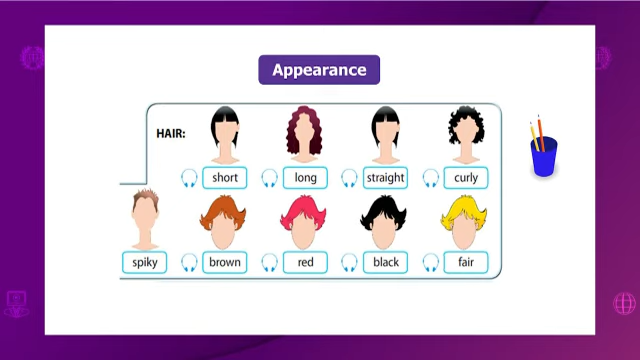 Appearance
HAIR:
short long straight curly
spiky brown red black fair